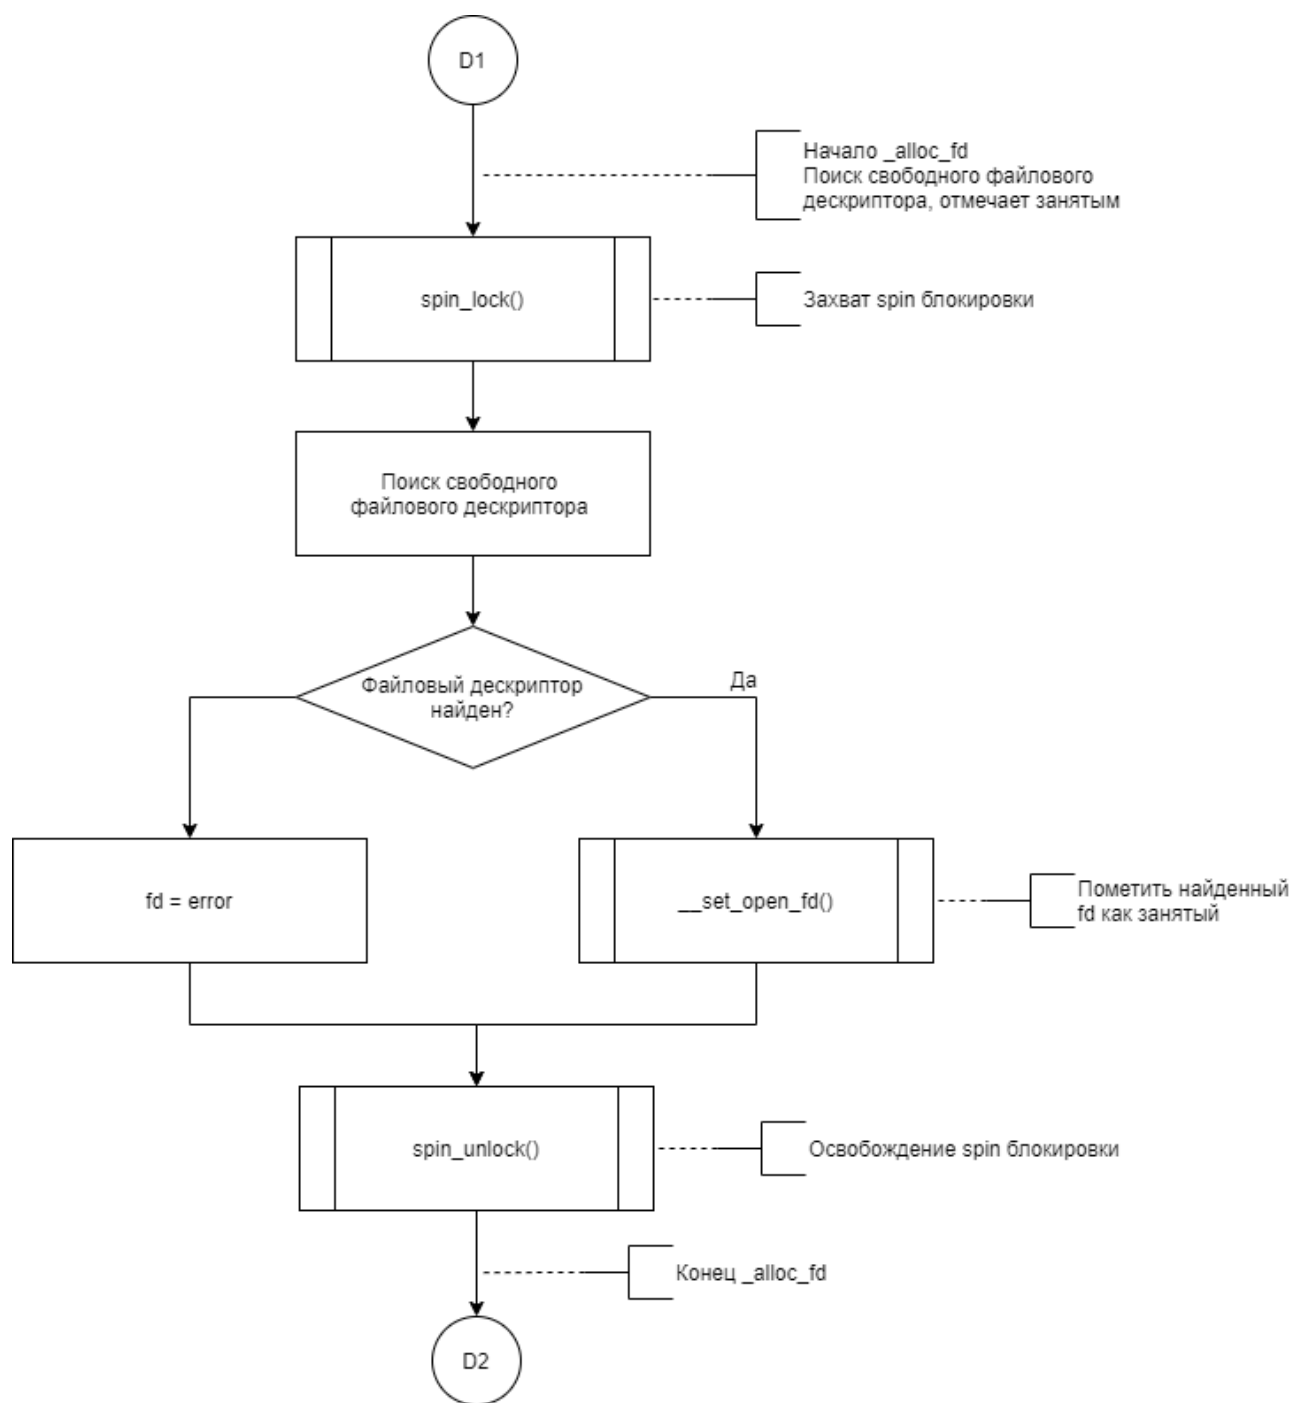 D1
Начало _alloc_fd
Поиск свободного файлового
дескриптора, отмечает занятым
spin_lock()
Захват spin блокировки
Поиск свободного
файлового дескриптора
Файловый дескриптор
найден?
Да
fd = error
__set_open_fd()
Пометить найденный
fd как занятый
spin_unlock()
Освобождение spin блокировки
Конец _alloc_fd
D2